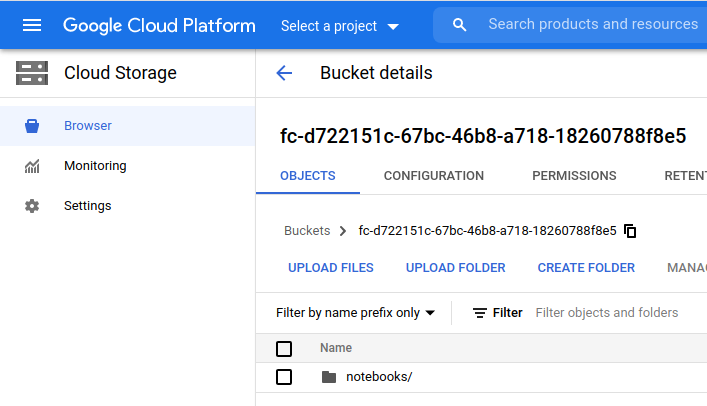 Google Cloud Platform Select a project Search products and resources
Cloud Storage
Bucket details
Browser
Monitoring
Settings
fc-d722151c-67bc-46b8-a718-18260788f8e5
OBJECTS CONFIGURATION PERMISSIONS RETENT
Buckets > fc-d722151c-67bc-46b8-a718-18260788f8e5
UPLOAD FILES UPLOAD FOLDER CREATE FOLDER MANA
Filter by name prefix only Filter Filter objects and folders
Name
notebooks/